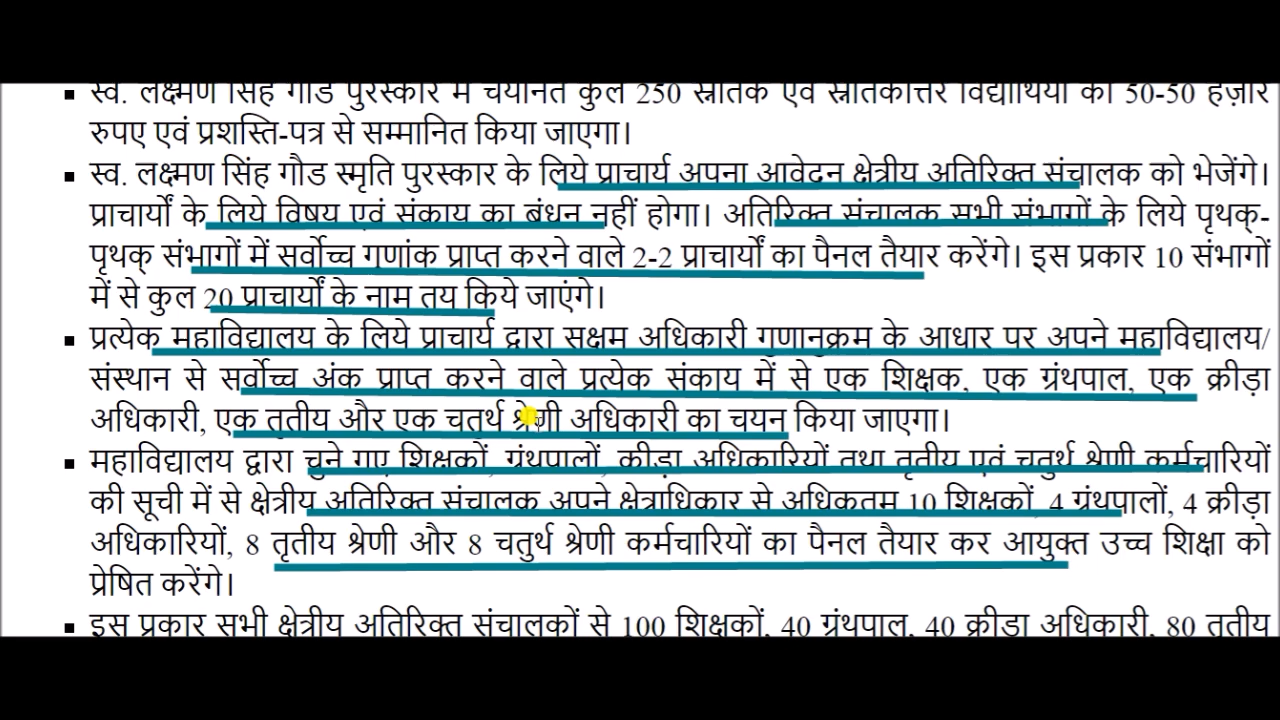 स्व. लक्ष्मण सिंह गौड पुरस्कार में चयनित कुल 250 स्नातक एवं स्नातकोत्तर विद्यार्थियों को 50-50 हज़ार
रुपए एवं प्रशस्ति-पत्र से सम्मानित किया जाएगा।
स्व. लक्ष्मण सिंह गौड स्मृति पुरस्कार के लिये प्राचार्य अपना आवेदन क्षेत्रीय अतिरिक्त संचालक को भेजेंगे।
प्राचार्यों के लिये विषय एवं संकाय का बंधन नहीं होगा। अतिरिक्त संचालक सभी संभागों के लिये पृथक्-
पृथक् संभागों में सर्वोच्च गुणांक प्राप्त करने वाले 2-2 प्राचार्यों का पैनल तैयार करेंगे। इस प्रकार 10 संभागों
में से कुल 20 प्राचार्यों के नाम तय किये जाएंगे।
प्रत्येक महाविद्यालय के लिये प्राचार्य द्वारा सक्षम अधिकारी गुणानुक्रम के आधार पर अपने महाविद्यालय/
संस्थान से सर्वोच्च अंक प्राप्त करने वाले प्रत्येक संकाय में से एक शिक्षक, एक ग्रंथपाल, एक क्रीड़ा
अधिकारी, एक तृतीय और एक चतुर्थ श्रेणी अधिकारी का चयन किया जाएगा।
महाविद्यालय द्वारा चुने गए शिक्षकों, ग्रंथपालों, क्रीड़ा अधिकारियों तथा तृतीय एवं चतुर्थ श्रेणी कर्मचारियों
की सूची में से क्षेत्रीय अतिरिक्त संचालक अपने क्षेत्राधिकार से अधिकतम 10 शिक्षकों, 4 ग्रंथपालों, 4 क्रीड़ा
अधिकारियों, 8 तृतीय श्रेणी और 8 चतुर्थ श्रेणी कर्मचारियों का पैनल तैयार कर आयुक्त उच्च शिक्षा को
प्रेषित करेंगे।
इस प्रकार सभी क्षेत्रीय अतिरिक्त संचालकों से 100 शिक्षकों, 40 ग्रंथपाल, 40 क्रीड़ा अधिकारी, 80 तृतीय